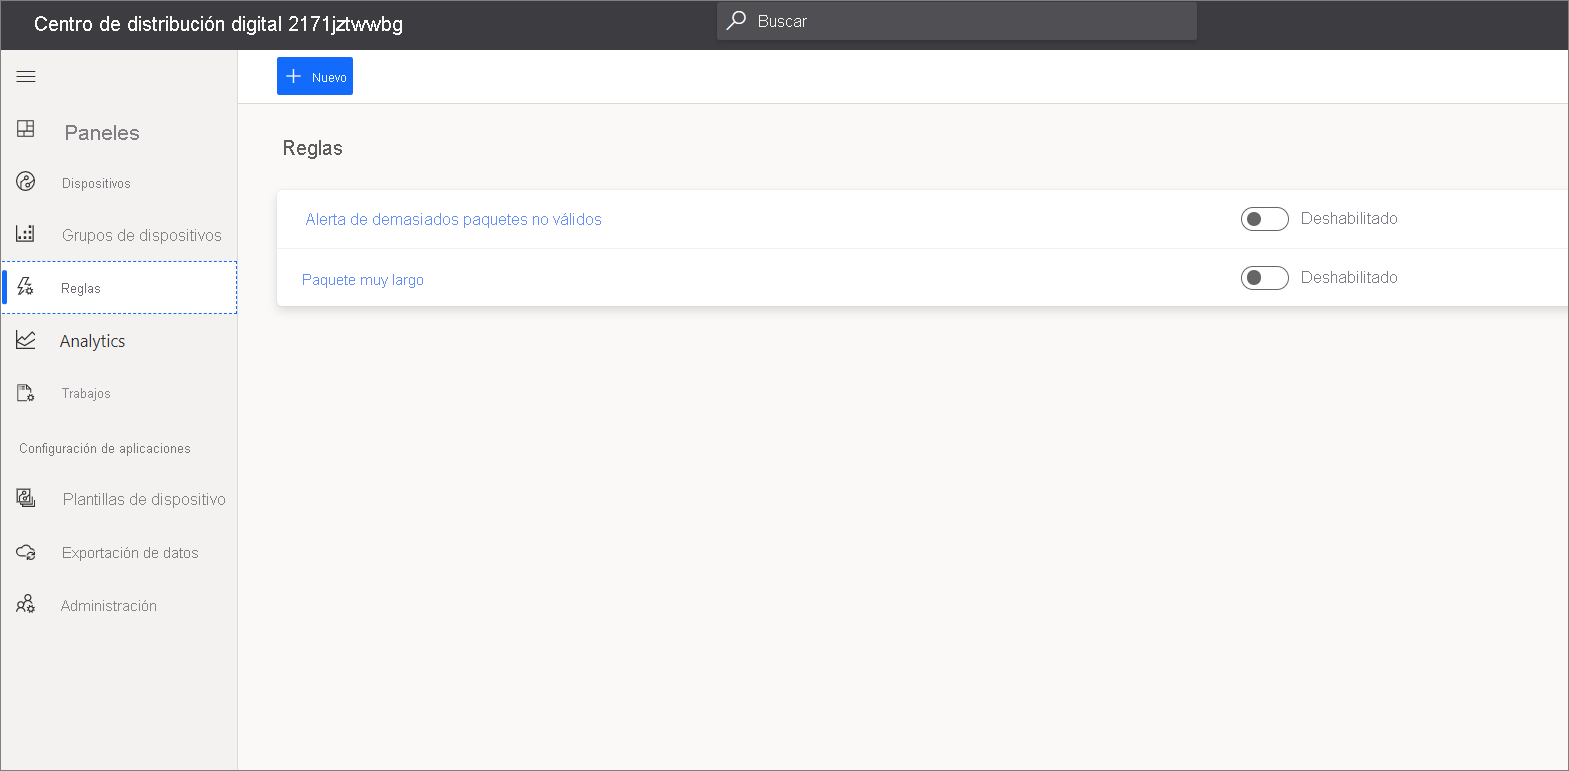 Centro de distribución digital 2171jztwwbg
Buscar
Nuevo
Paneles
Dispositivos
Grupos de dispositivos
Reglas
Analytics
Trabajos
Configuración de aplicaciones
Plantillas de dispositivo
Exportación de datos
Administración
Reglas
Alerta de demasiados paquetes no válidos
Deshabilitado
Paquete muy largo
Deshabilitado